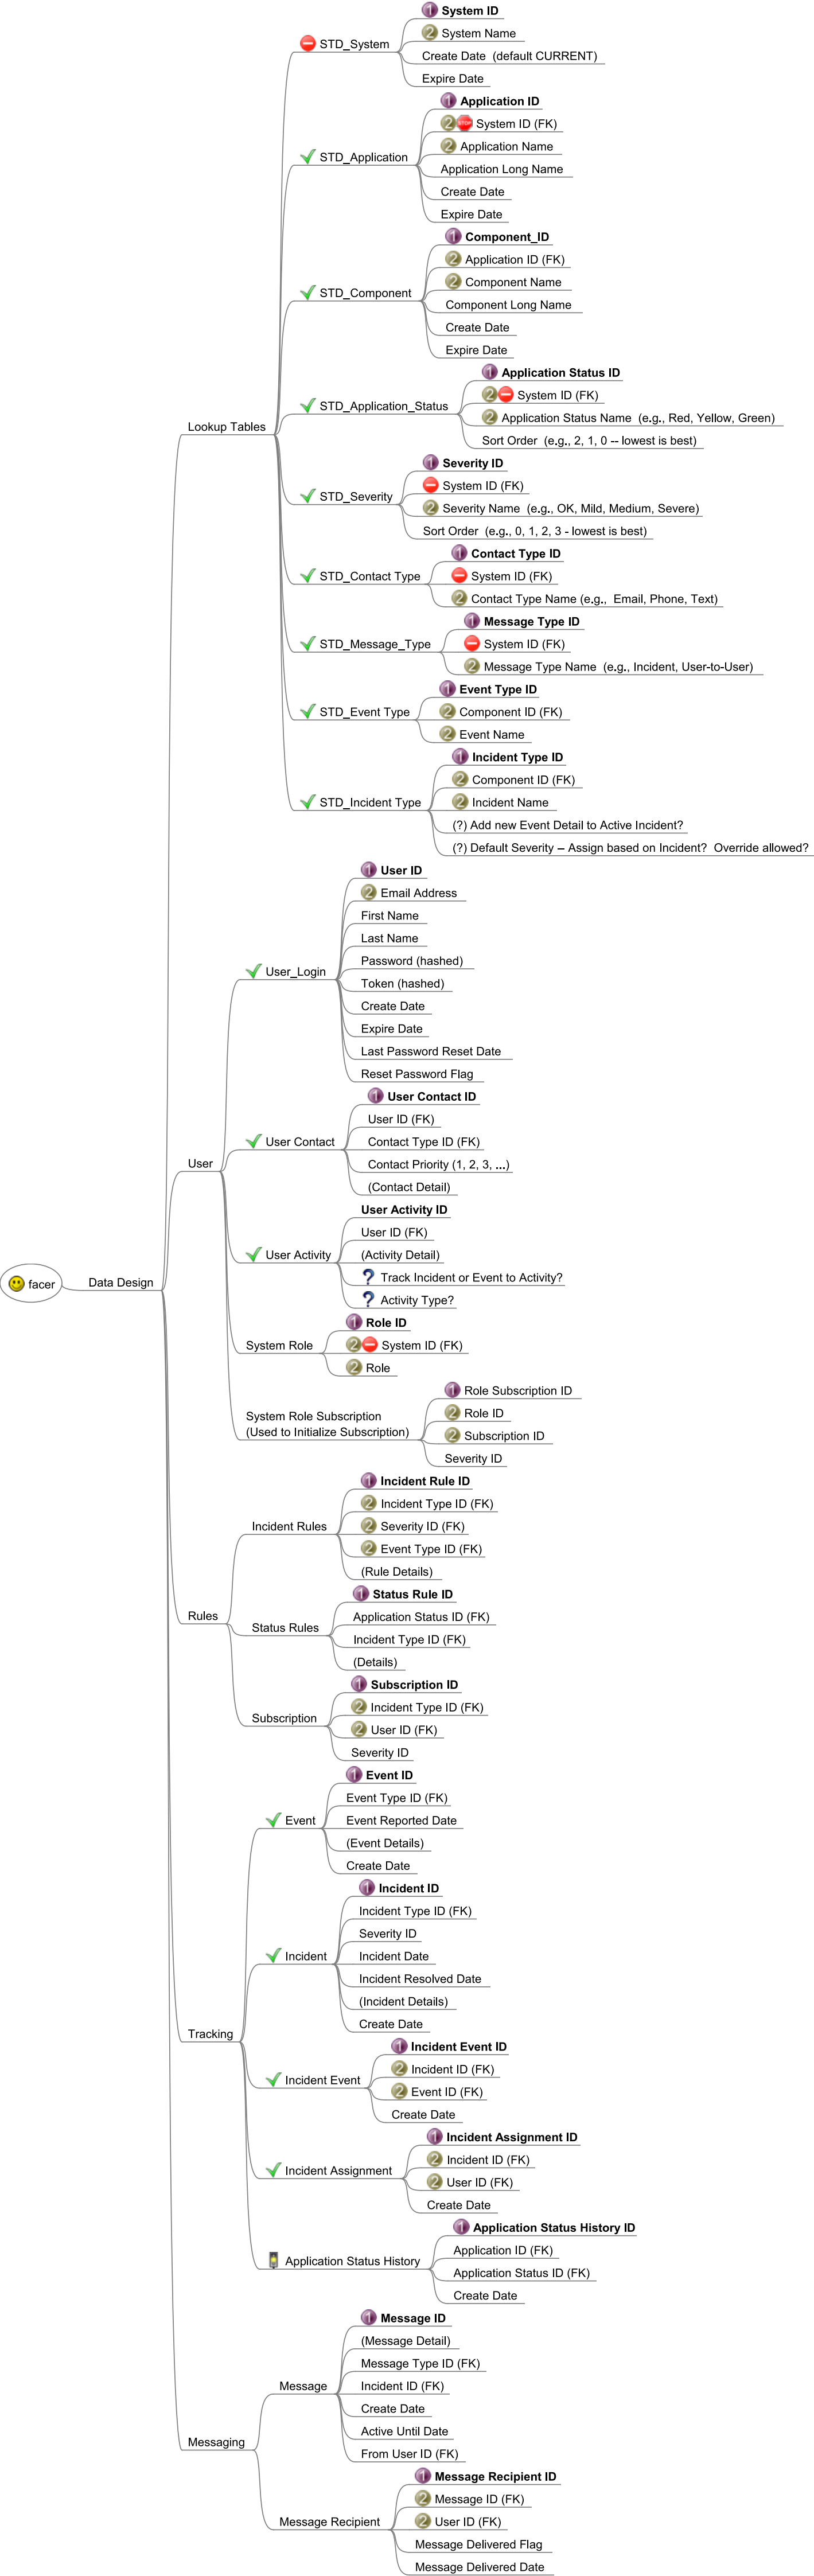 System ID
System Name
STD_System
Create Date (default CURRENT)
Expire Date
Application ID
System ID (FK)
Application Name
STD_Application
Application Long Name
Create Date
Expire Date
Component_ID
Application ID (FK)
Component Name
STD_Component
Component Long Name
Create Date
Expire Date
Application Status ID
System ID (FK)
STD_Application_Status
Application Status Name (e.g., Red, Yellow, Green)
Lookup Tables
Sort Order (e.g., 2, 1, 0 -- lowest is best)
Severity ID
System ID (FK)
STD_Severity
Severity Name (e.g., OK, Mild, Medium, Severe)
Sort Order (e.g., 0, 1, 2, 3 - lowest is best)
Contact Type ID
STD_Contact Type
System ID (FK)
Contact Type Name (e.g., Email, Phone, Text)
Message Type ID
STD_Message_Type
System ID (FK)
Message Type Name (e.g., Incident, User-to-User)
Event Type ID
STD_Event Type
Component ID (FK)
Event Name
Incident Type ID
Component ID (FK)
STD_Incident Type
Incident Name
(?) Add new Event Detail to Active Incident?
(?) Default Severity – Assign based on Incident? Override allowed?
User ID
Email Address
First Name
Last Name
Password (hashed)
User_Login
Token (hashed)
Create Date
Expire Date
Last Password Reset Date
Reset Password Flag
User Contact ID
User ID (FK)
User Contact
Contact Type ID (FK)
User
Contact Priority (1, 2, 3, ...)
(Contact Detail)
User Activity ID
User ID (FK)
User Activity
(Activity Detail)
Track Incident or Event to Activity?
Activity Type?
facer
Data Design
Role ID
System Role
System ID (FK)
Role
Role Subscription ID
System Role Subscription
(Used to Initialize Subscription)
Role ID
Subscription ID
Severity ID
Incident Rule ID
Incident Type ID (FK)
Incident Rules
Severity ID (FK)
Event Type ID (FK)
(Rule Details)
Status Rule ID
Rules
Application Status ID (FK)
Status Rules
Incident Type ID (FK)
(Details)
Subscription ID
Incident Type ID (FK)
Subscription
User ID (FK)
Severity ID
Event ID
Event Type ID (FK)
Event
Event Reported Date
(Event Details)
Create Date
Incident ID
Incident Type ID (FK)
Severity ID
Incident
Incident Date
Incident Resolved Date
(Incident Details)
Create Date
Tracking
Incident Event ID
Incident ID (FK)
Incident Event
Event ID (FK)
Create Date
Incident Assignment ID
Incident ID (FK)
Incident Assignment
User ID (FK)
Create Date
Application Status History ID
Application ID (FK)
Application Status History
Application Status ID (FK)
Create Date
Message ID
(Message Detail)
Message Type ID (FK)
Message
Incident ID (FK)
Create Date
Active Until Date
From User ID (FK)
Messaging
Message Recipient ID
Message ID (FK)
Message Recipient
User ID (FK)
Message Delivered Flag
Message Delivered Date